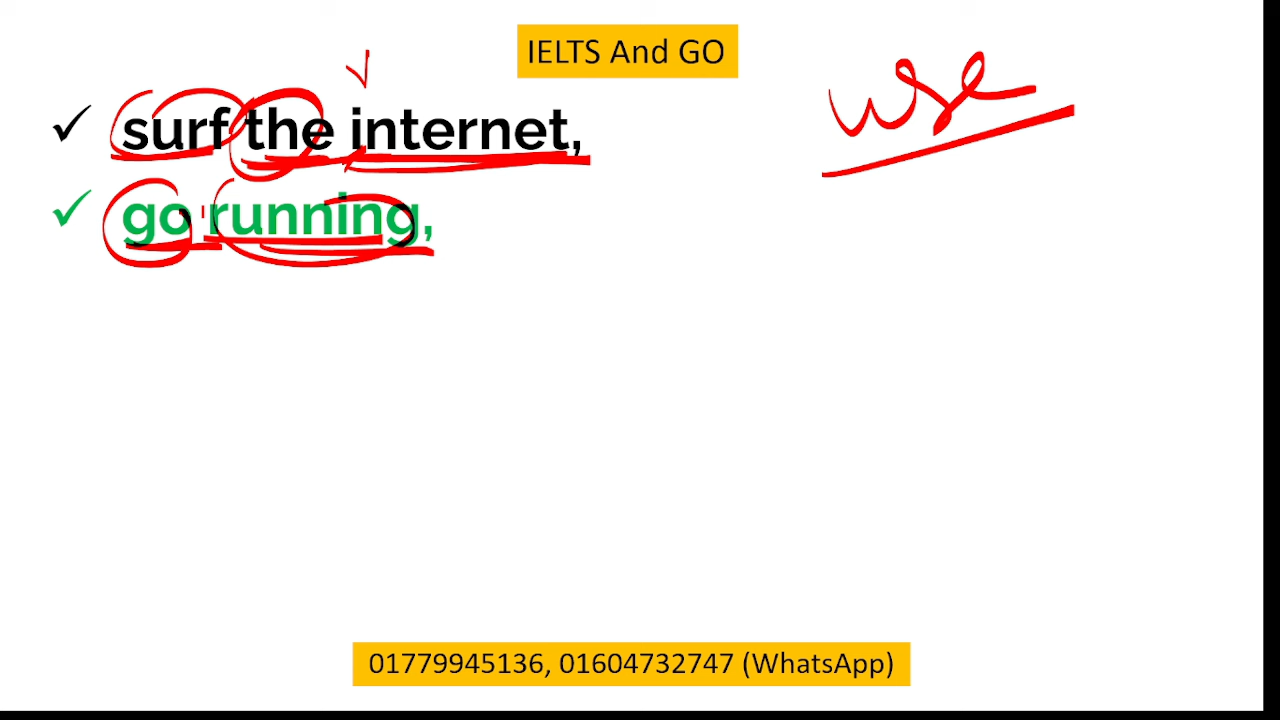 IELTS And GO
use
✓ surf the internet,
✓ go running,
01779945136, 01604732747 (WhatsApp)